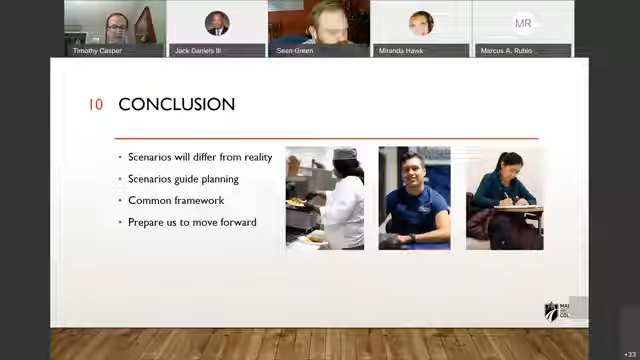 MR
Timothy Casper
Jack Daniels III
Sean Green
Miranda Hawk
Marcus A. Rubio
10 CONCLUSION
• Scenarios will differ from reality
• Scenarios guide planning
• Common framework
• Prepare us to move forward
+33